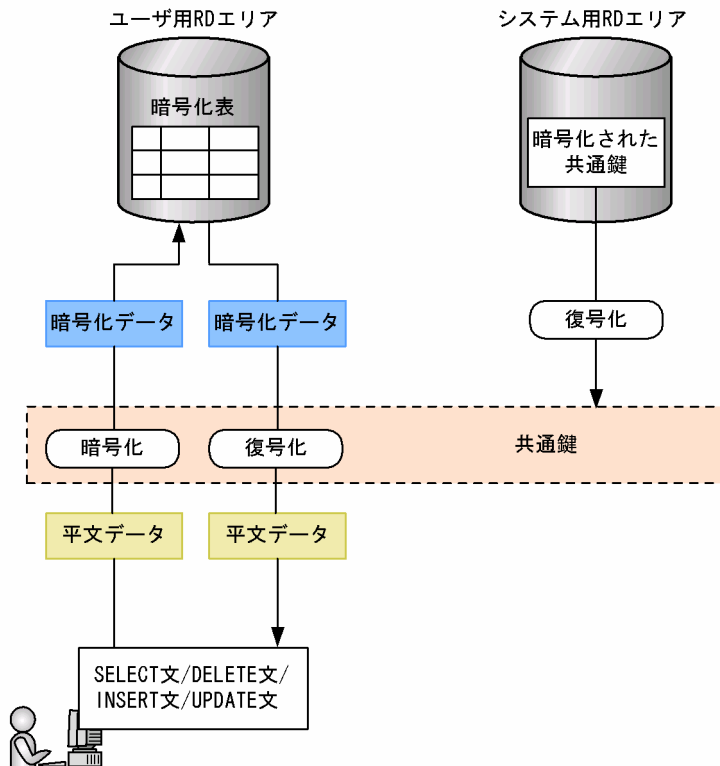 ユーザ用RDエリア
システム用RDエリア
暗号化表
暗号化された
共通鍵
暗号化データ
暗号化データ
復号化
暗号化
復号化
共通鍵
平文データ
平文データ
SELECT文/DELETE文/
INSERT文/UPDATE文